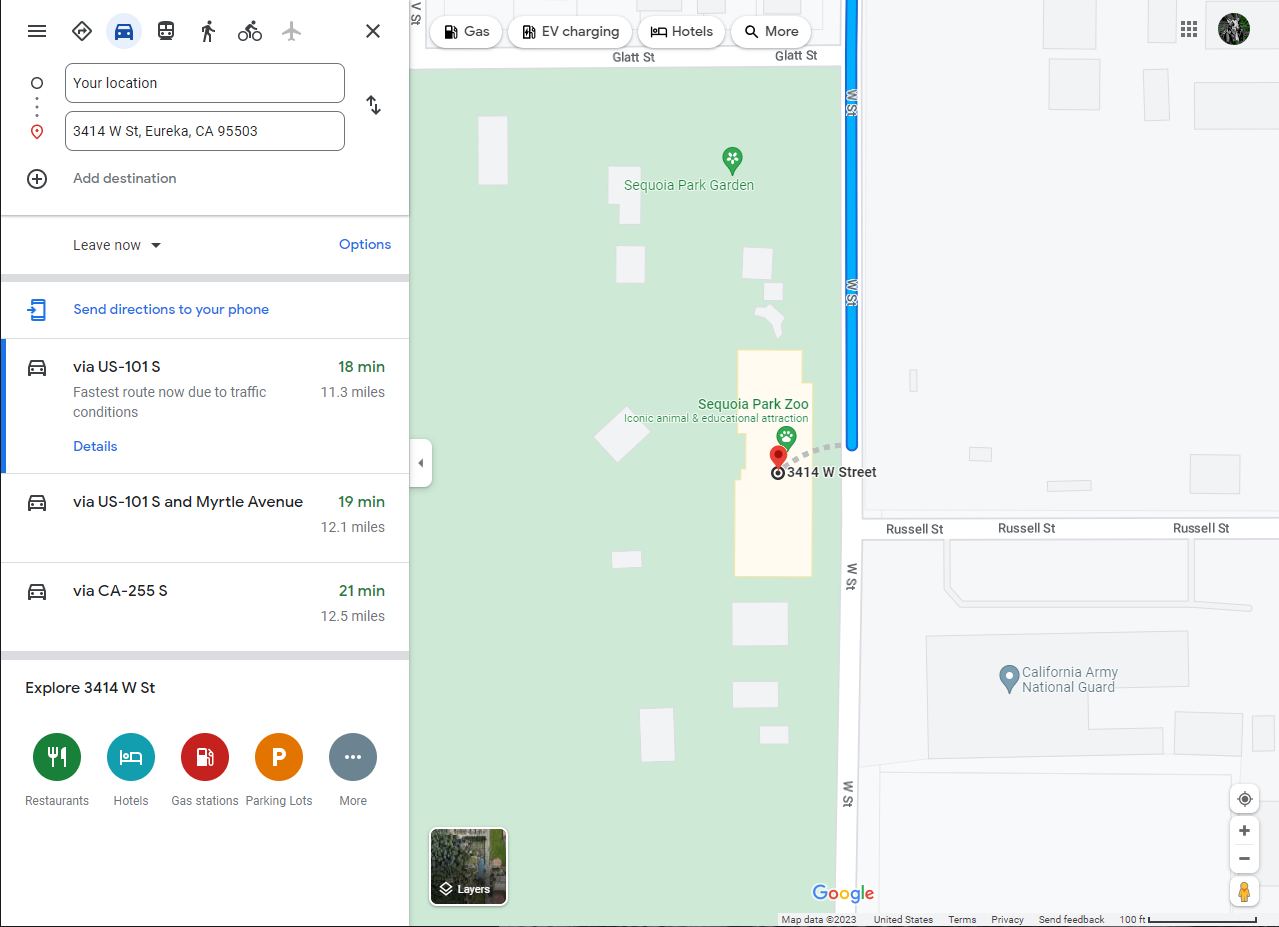 Your location
3414 W St, Eureka, CA 95503
Add destination
Leave now
Options
Send directions to your phone
via US-101 S
18 min
Fastest route now due to traffic
conditions
11.3 miles
Details
via US-101 S and Myrtle Avenue
19 min
12.1 miles
via CA-255 S
21 min
12.5 miles
Explore 3414 W St
Restaurants
Hotels
Gas stations
P
Parking Lots
More
V St
Gas
EV charging
Hotels
More
Glatt St
Glatt St
W St
Sequoia Park Garden
W St
Sequoia Park Zoo
Iconic animal & educational attraction
3414 W Street
Russell St
Russell St
Russell St
W St
California Army
National Guard
W St
Layers
Google
Map data ©2023
United States
Terms
Privacy
Send feedback
100 ft